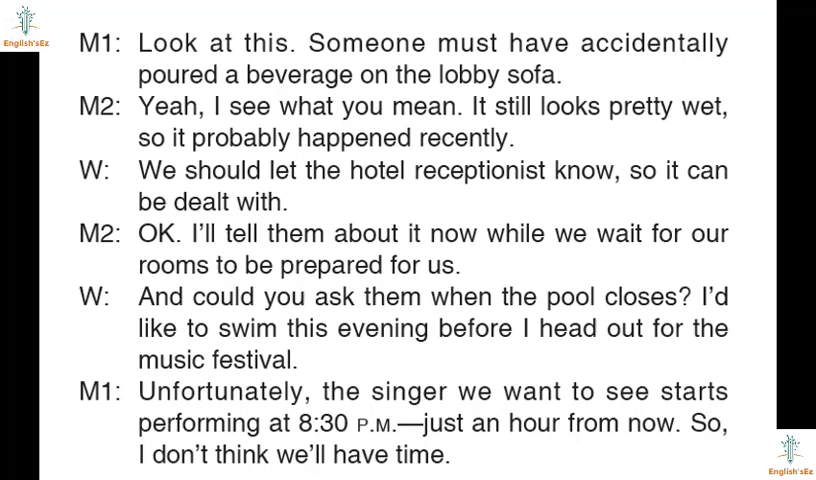 English'sEz
M1: Look at this. Someone must have accidentally
poured a beverage on the lobby sofa.
M2: Yeah, I see what you mean. It still looks pretty wet,
so it probably happened recently.
W: We should let the hotel receptionist know, so it can
be dealt with.
M2: OK. I'll tell them about it now while we wait for our
rooms to be prepared for us.
W: And could you ask them when the pool closes? I'd
like to swim this evening before I head out for the
music festival.
M1: Unfortunately, the singer we want to see starts
performing at 8:30 P.M.—just an hour from now. So,
I don't think we'll have time.
English'sEz